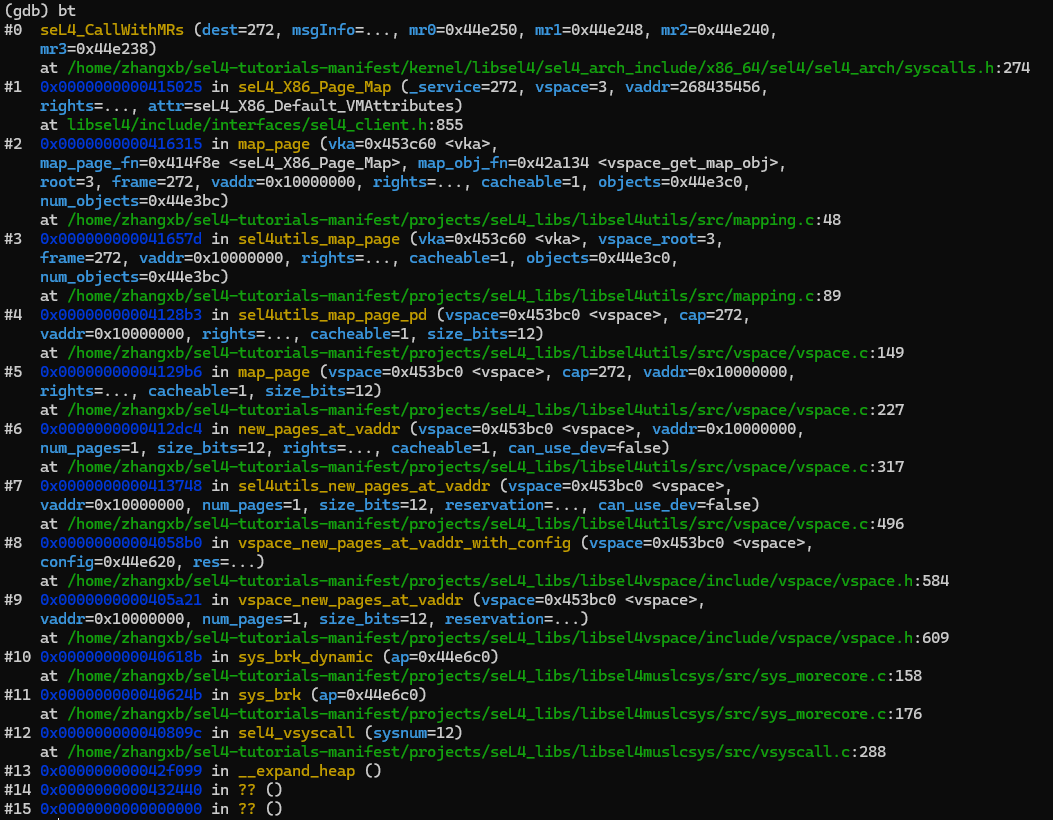 (gdb) bt
#0  seL4_CallWithMRs (dest=272, msgInfo=..., mr0=0x44e250, mr1=0x44e248, mr2=0x44e240,
    mr3=0x44e238)
    at /home/zhangxb/sel4-tutorials-manifest/kernel/libsel4/sel4_arch_include/x86_64/sel4/sel4_arch/syscalls.h:274
#1  0x0000000000415025 in seL4_X86_Page_Map (_service=272, vspace=3, vaddr=268435456,
    rights=..., attr=seL4_X86_Default_VMAttributes)
    at libsel4/include/interfaces/sel4_client.h:855
#2  0x0000000000416315 in map_page (vka=0x453c60 <vka>,
    map_page_fn=0x414f8e <seL4_X86_Page_Map>, map_obj_fn=0x42a134 <vspace_get_map_obj>,
    root=3, frame=272, vaddr=0x10000000, rights=..., cacheable=1, objects=0x44e3c0,
    num_objects=0x44e3bc)
    at /home/zhangxb/sel4-tutorials-manifest/projects/seL4_libs/libsel4utils/src/mapping.c:48
#3  0x000000000041657d in sel4utils_map_page (vka=0x453c60 <vka>, vspace_root=3,
    frame=272, vaddr=0x10000000, rights=..., cacheable=1, objects=0x44e3c0,
    num_objects=0x44e3bc)
    at /home/zhangxb/sel4-tutorials-manifest/projects/seL4_libs/libsel4utils/src/mapping.c:89
#4  0x00000000004128b3 in sel4utils_map_page_pd (vspace=0x453bc0 <vspace>, cap=272,
    vaddr=0x10000000, rights=..., cacheable=1, size_bits=12)
    at /home/zhangxb/sel4-tutorials-manifest/projects/seL4_libs/libsel4utils/src/vspace/vspace.c:149
#5  0x00000000004129b6 in map_page (vspace=0x453bc0 <vspace>, cap=272, vaddr=0x10000000,
    rights=..., cacheable=1, size_bits=12)
    at /home/zhangxb/sel4-tutorials-manifest/projects/seL4_libs/libsel4utils/src/vspace/vspace.c:227
#6  0x0000000000412dc4 in new_pages_at_vaddr (vspace=0x453bc0 <vspace>, vaddr=0x10000000,
    num_pages=1, size_bits=12, rights=..., cacheable=1, can_use_dev=false)
    at /home/zhangxb/sel4-tutorials-manifest/projects/seL4_libs/libsel4utils/src/vspace/vspace.c:317
#7  0x0000000000413748 in sel4utils_new_pages_at_vaddr (vspace=0x453bc0 <vspace>,
    vaddr=0x10000000, num_pages=1, size_bits=12, reservation=..., can_use_dev=false)
    at /home/zhangxb/sel4-tutorials-manifest/projects/seL4_libs/libsel4utils/src/vspace/vspace.c:496
#8  0x00000000004058b0 in vspace_new_pages_at_vaddr_with_config (vspace=0x453bc0 <vspace>,
    config=0x44e620, res=...)
    at /home/zhangxb/sel4-tutorials-manifest/projects/seL4_libs/libsel4vspace/include/vspace/vspace.h:584
#9  0x0000000000405a21 in vspace_new_pages_at_vaddr (vspace=0x453bc0 <vspace>,
    vaddr=0x10000000, num_pages=1, size_bits=12, reservation=...)
    at /home/zhangxb/sel4-tutorials-manifest/projects/seL4_libs/libsel4vspace/include/vspace/vspace.h:609
#10 0x000000000040618b in sys_brk_dynamic (ap=0x44e6c0)
    at /home/zhangxb/sel4-tutorials-manifest/projects/seL4_libs/libsel4muslcsys/src/sys_morecore.c:158
#11 0x000000000040624b in sys_brk (ap=0x44e6c0)
    at /home/zhangxb/sel4-tutorials-manifest/projects/seL4_libs/libsel4muslcsys/src/sys_morecore.c:176
#12 0x000000000040809c in sel4_vsyscall (sysnum=12)
    at /home/zhangxb/sel4-tutorials-manifest/projects/seL4_libs/libsel4muslcsys/src/vsyscall.c:288
#13 0x000000000042f099 in __expand_heap ()
#14 0x0000000000432440 in ?? ()
#15 0x0000000000000000 in ?? ()